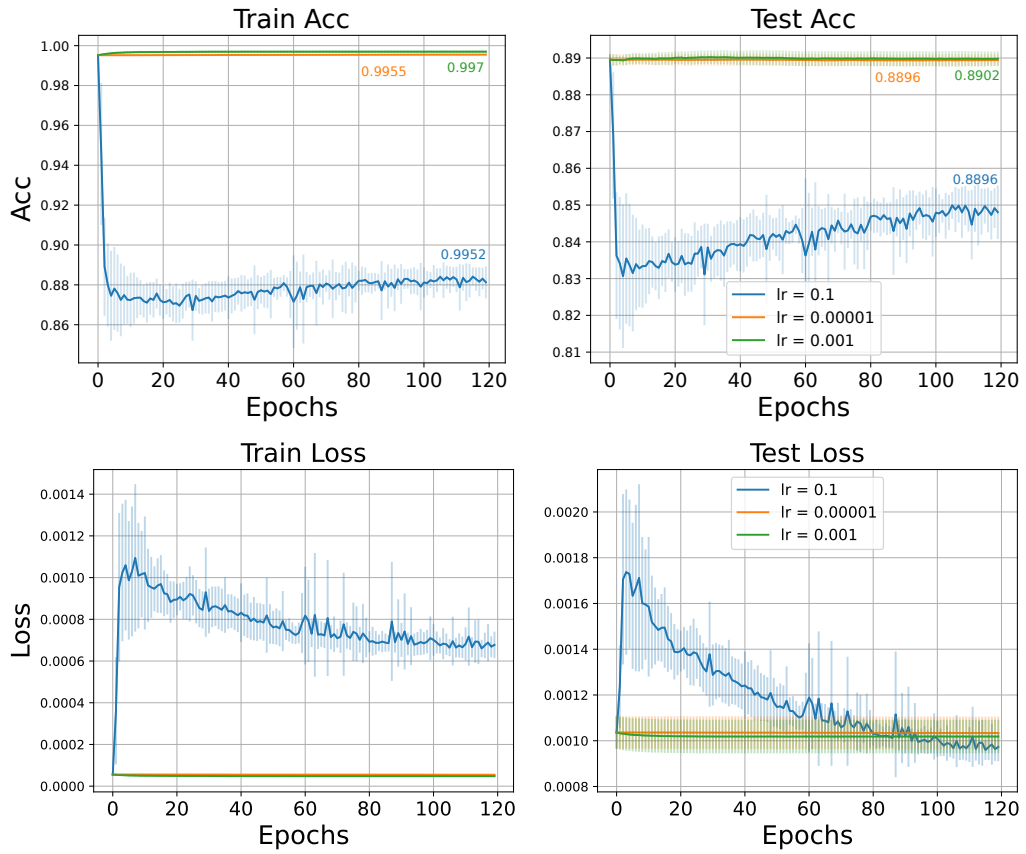 Train Acc
Acc
1.00
0.98
0.96
0.94
0.92
0.90
0.88
0.86
0.9955
0.997
0.9952
0 20 40 60 80 100 120
Epochs
Test Acc
0.89
0.88
0.87
0.86
0.85
0.84
0.83
0.82
0.81
0.8896
0.8902
0.8896
lr = 0.1
lr = 0.00001
lr = 0.001
0 20 40 60 80 100 120
Epochs
Train Loss
Loss
0.0014
0.0012
0.0010
0.0008
0.0006
0.0004
0.0002
0.0000
0 20 40 60 80 100 120
Epochs
Test Loss
0.0020
0.0018
0.0016
0.0014
0.0012
0.0010
0.0008
lr = 0.1
lr = 0.00001
lr = 0.001
0 20 40 60 80 100 120
Epochs